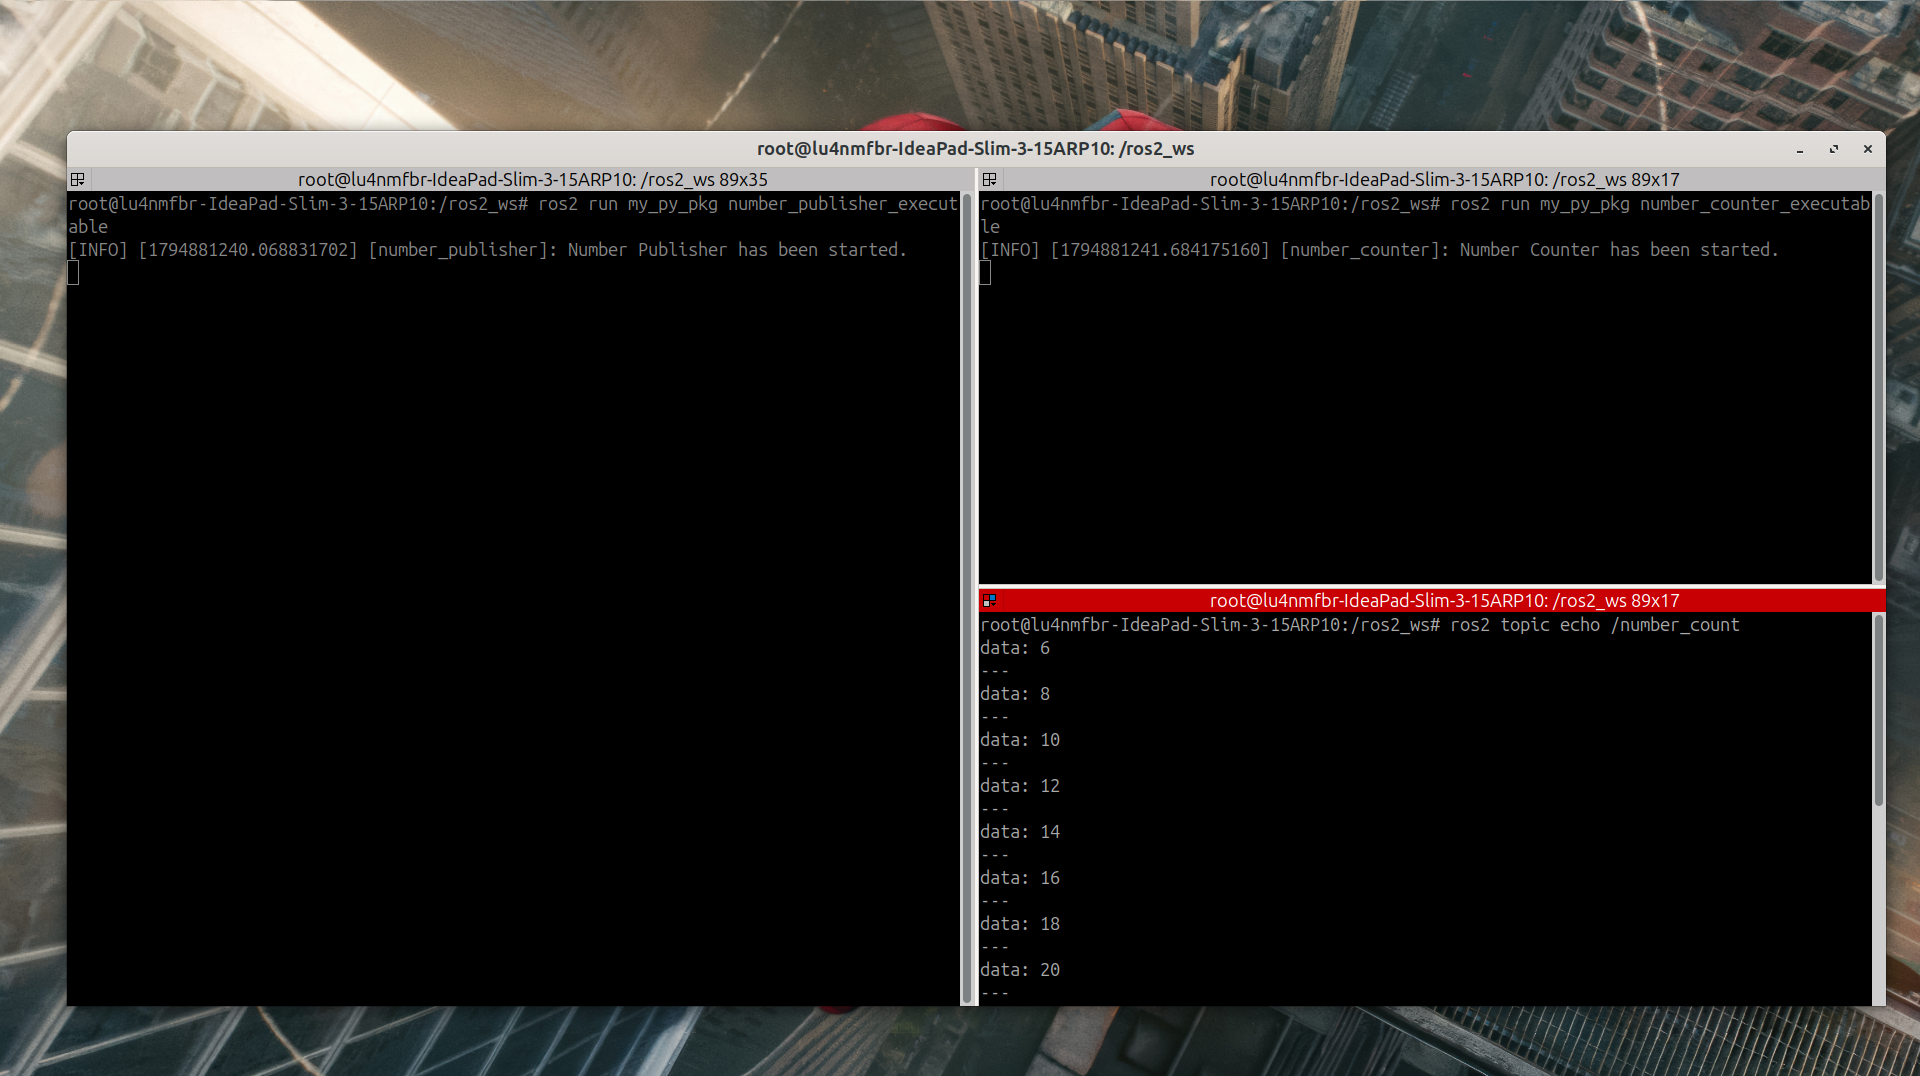 root@lu4nmfbr-IdeaPad-Slim-3-15ARP10: /ros2_ws
root@lu4nmfbr-IdeaPad-Slim-3-15ARP10: /ros2_ws 89x35
root@lu4nmfbr-IdeaPad-Slim-3-15ARP10:/ros2_ws# ros2 run my_py_pkg number_publisher_execut
able
[INFO] [1794881240.068831702] [number_publisher]: Number Publisher has been started.
root@lu4nmfbr-IdeaPad-Slim-3-15ARP10: /ros2_ws 89x17
root@lu4nmfbr-IdeaPad-Slim-3-15ARP10:/ros2_ws# ros2 run my_py_pkg number_counter_executab
le
[INFO] [1794881241.684175160] [number_counter]: Number Counter has been started.
root@lu4nmfbr-IdeaPad-Slim-3-15ARP10: /ros2_ws 89x17
root@lu4nmfbr-IdeaPad-Slim-3-15ARP10:/ros2_ws# ros2 topic echo /number_count
data: 6
---
data: 8
---
data: 10
---
data: 12
---
data: 14
---
data: 16
---
data: 18
---
data: 20
---